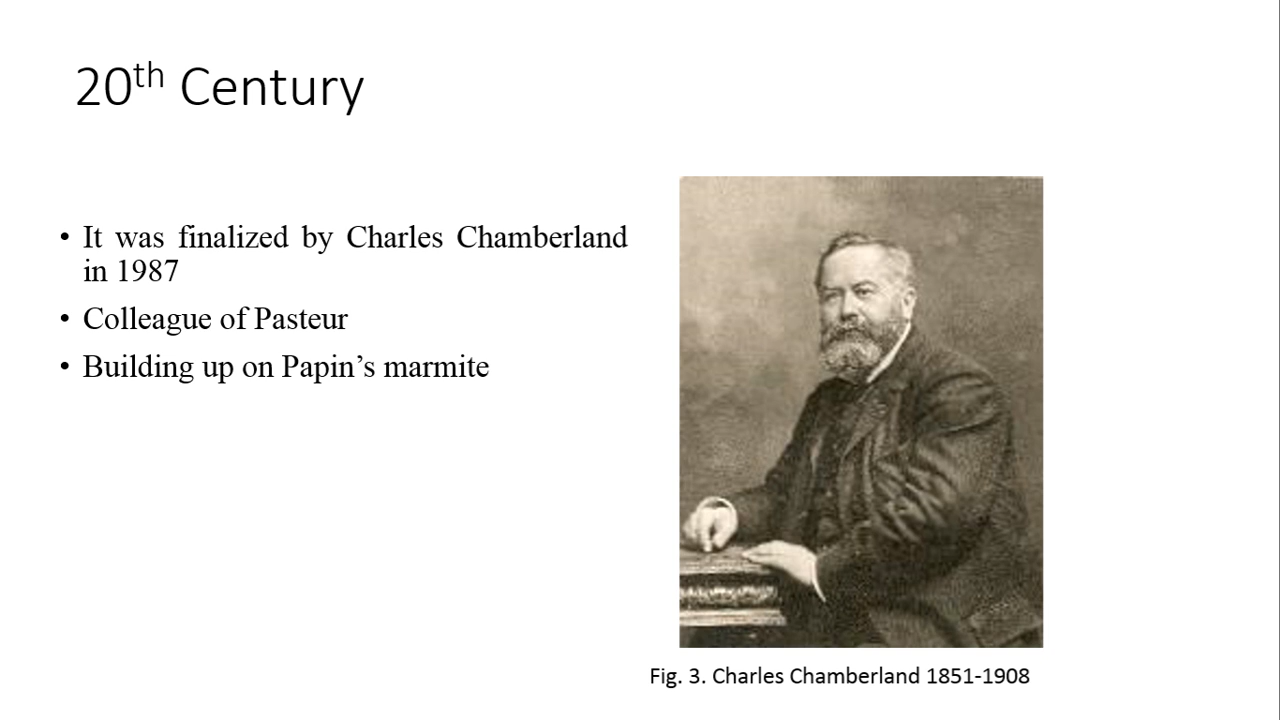 20th Century
• It was finalized by Charles Chamberland
in 1987
• Colleague of Pasteur
• Building up on Papin’s marmite
Fig. 3. Charles Chamberland 1851-1908